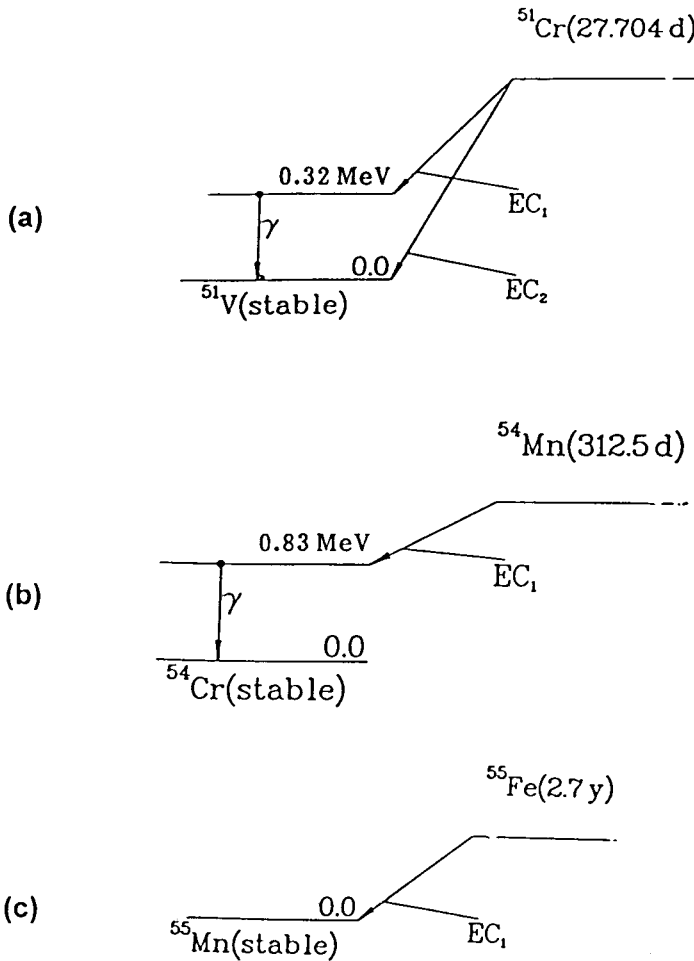 ⁵¹Cr(27.704 d)
0.32 MeV
(a)
EC₁
γ
0.0
⁵¹V(stable)
EC₂
⁵⁴Mn(312.5 d)
0.83 MeV
EC₁
(b)
γ
0.0
⁵⁴Cr(stable)
⁵⁵Fe(2.7 y)
(c)
0.0
⁵⁵Mn(stable)
EC₁